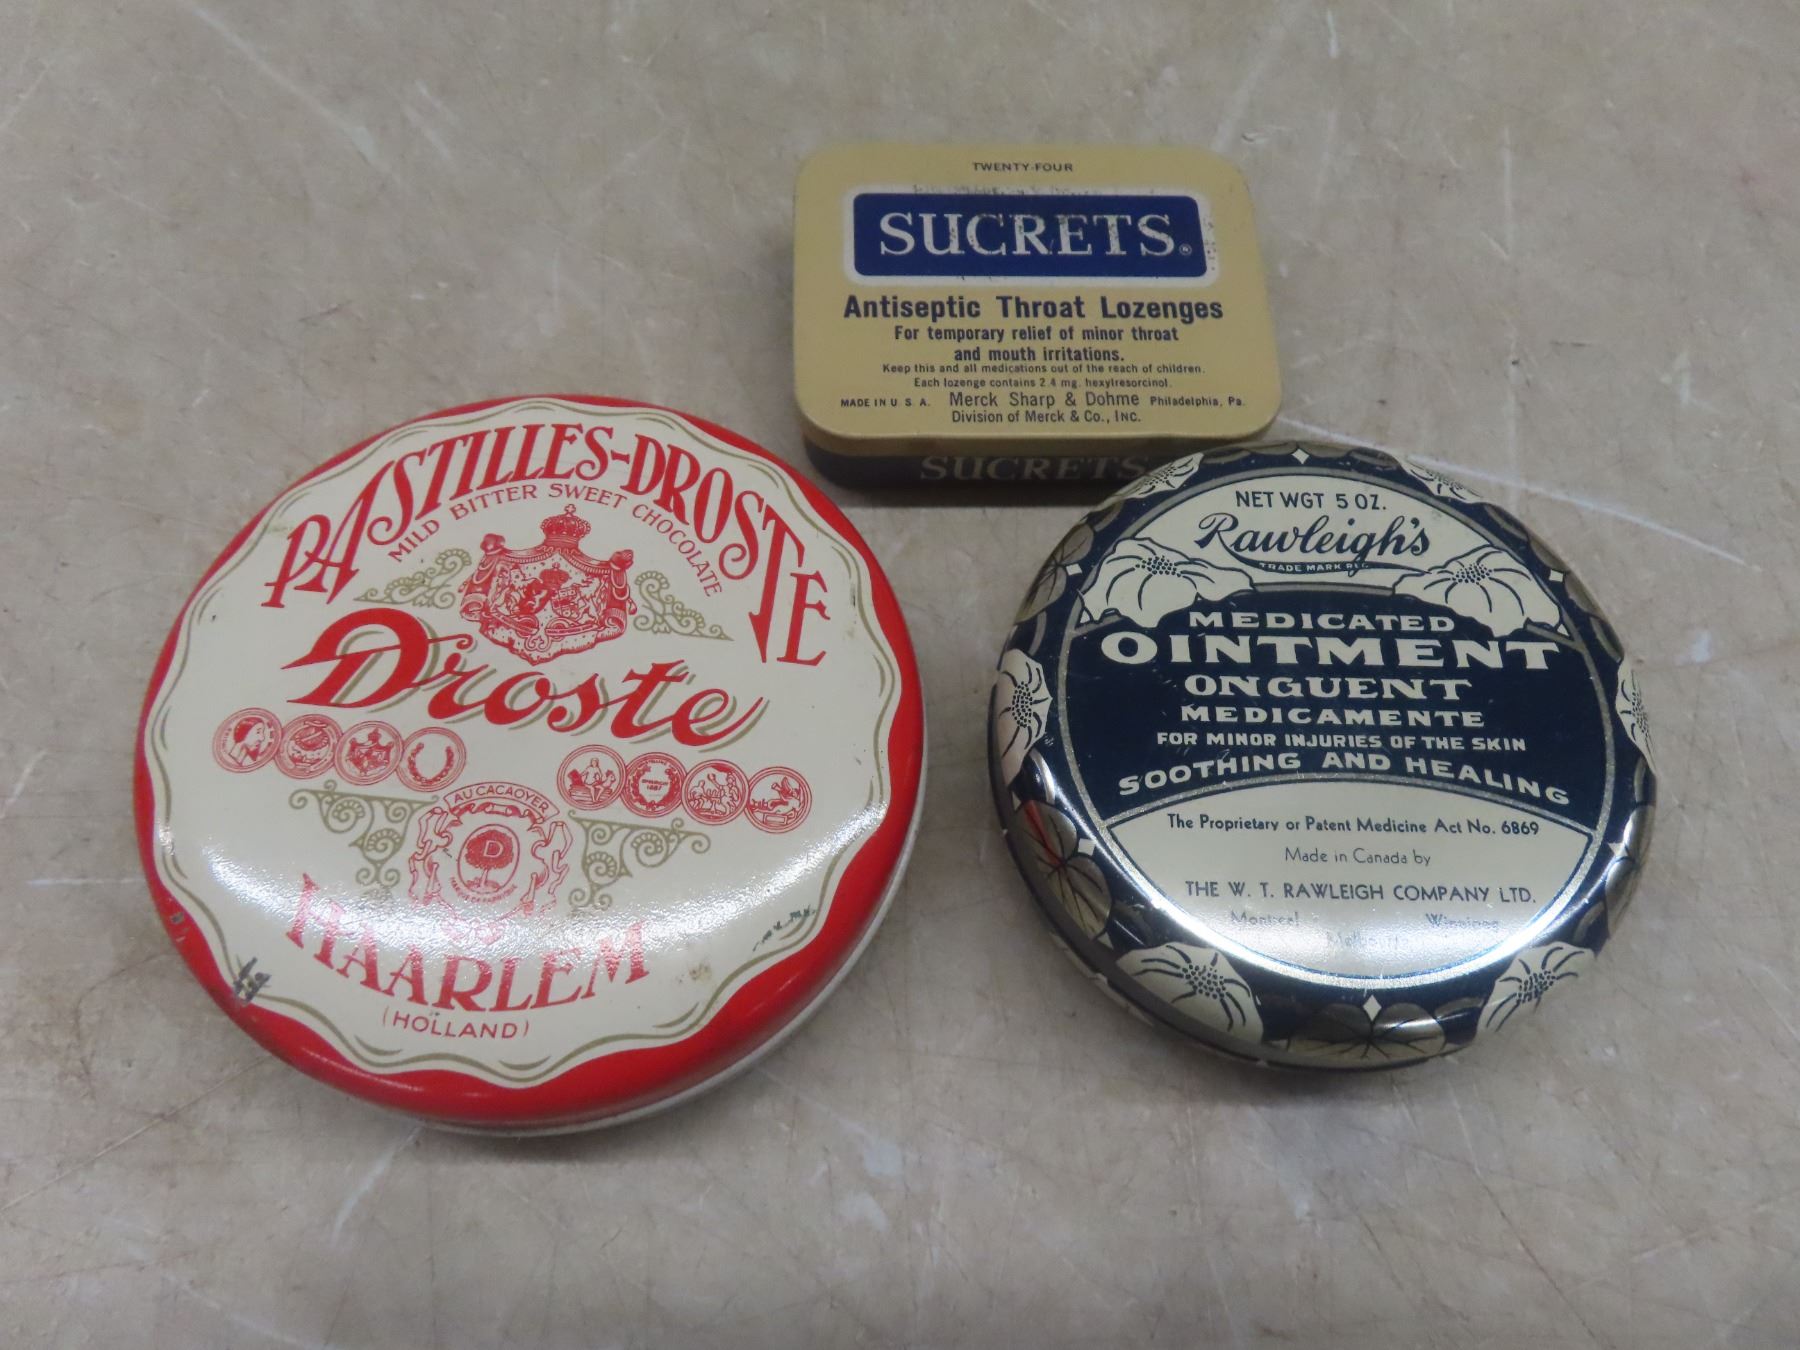 TWENTY-FOUR
SUCRETS®
Antiseptic Throat Lozenges
For temporary relief of minor throat
and mouth irritations.
Keep this and all medications out of the reach of children.
Each lozenge contains 2.4 mg. hexylresorcinol.
MADE IN U. S. A. Merck Sharp & Dohme Philadelphia, Pa.
Division of Merck & Co., INC.
SUCRETS
PASTILLES-DROSTE
MILD BITTER SWEET CHOCOLATE
Droste
AU CACAOYER
D
HAARLEM
(HOLLAND)
NET WGT 5 OZ.
Rawleigh's
TRADE MARK REG.
MEDICATED
OINTMENT
ONGUENT
MEDICAMENTE
FOR MINOR INJURIES OF THE SKIN
SOOTHING AND HEALING
The Proprietary or Patent Medicine Act No. 6869
Made in Canada by
THE W. T. RAWLEIGH COMPANY LTD.
Montreal Winnipeg
Melbourne